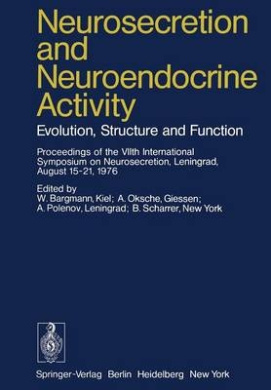 Neurosecretion
and
Neuroendocrine
Activity
Evolution, Structure and Function
Proceedings of the VIIth International
Symposium on Neurosecretion, Leningrad,
August 15-21, 1976
Edited by
W. Bargmann, Kiel; A. Oksche, Giessen;
A. Polenov, Leningrad; B. Scharrer, New York
Springer-Verlag Berlin Heidelberg New York